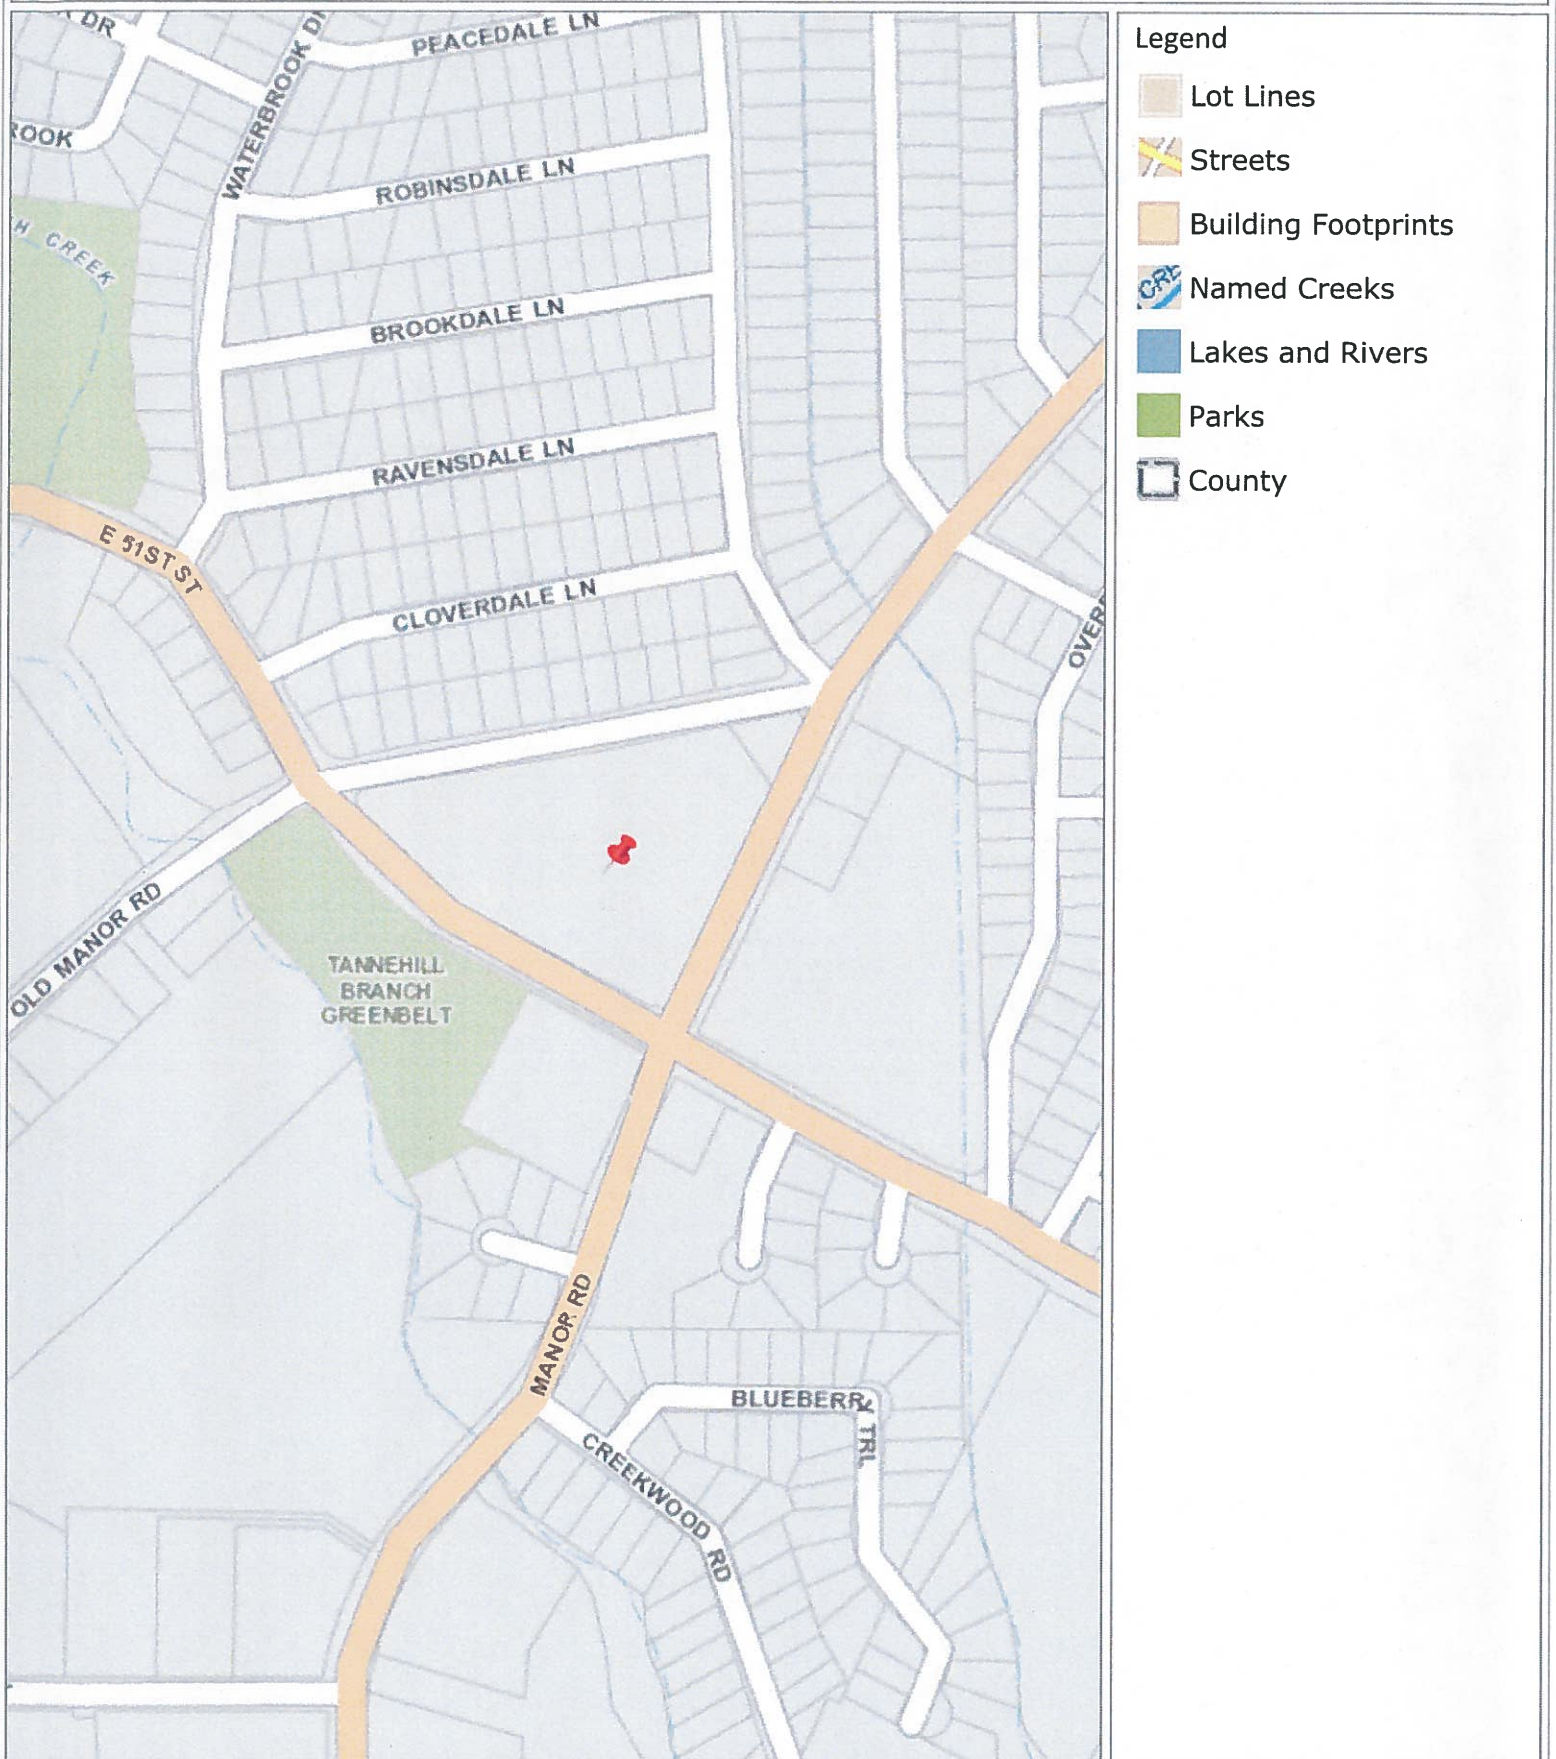 DR
PEACEDALE LN
WATERBROOK
ROOK
ROBINSDALE LN
H CREEK
BROOKDALE LN
RAVENSDALE LN
E 51ST ST
CLOVERDALE LN
OVER
OLD MANOR RD
TANNEHILL
BRANCH
GREENBELT
MANOR RD
BLUEBERRY TRL
CREEKWOOD RD
Legend
Lot Lines
Streets
Building Footprints
CRE
Named Creeks
Lakes and Rivers
Parks
County